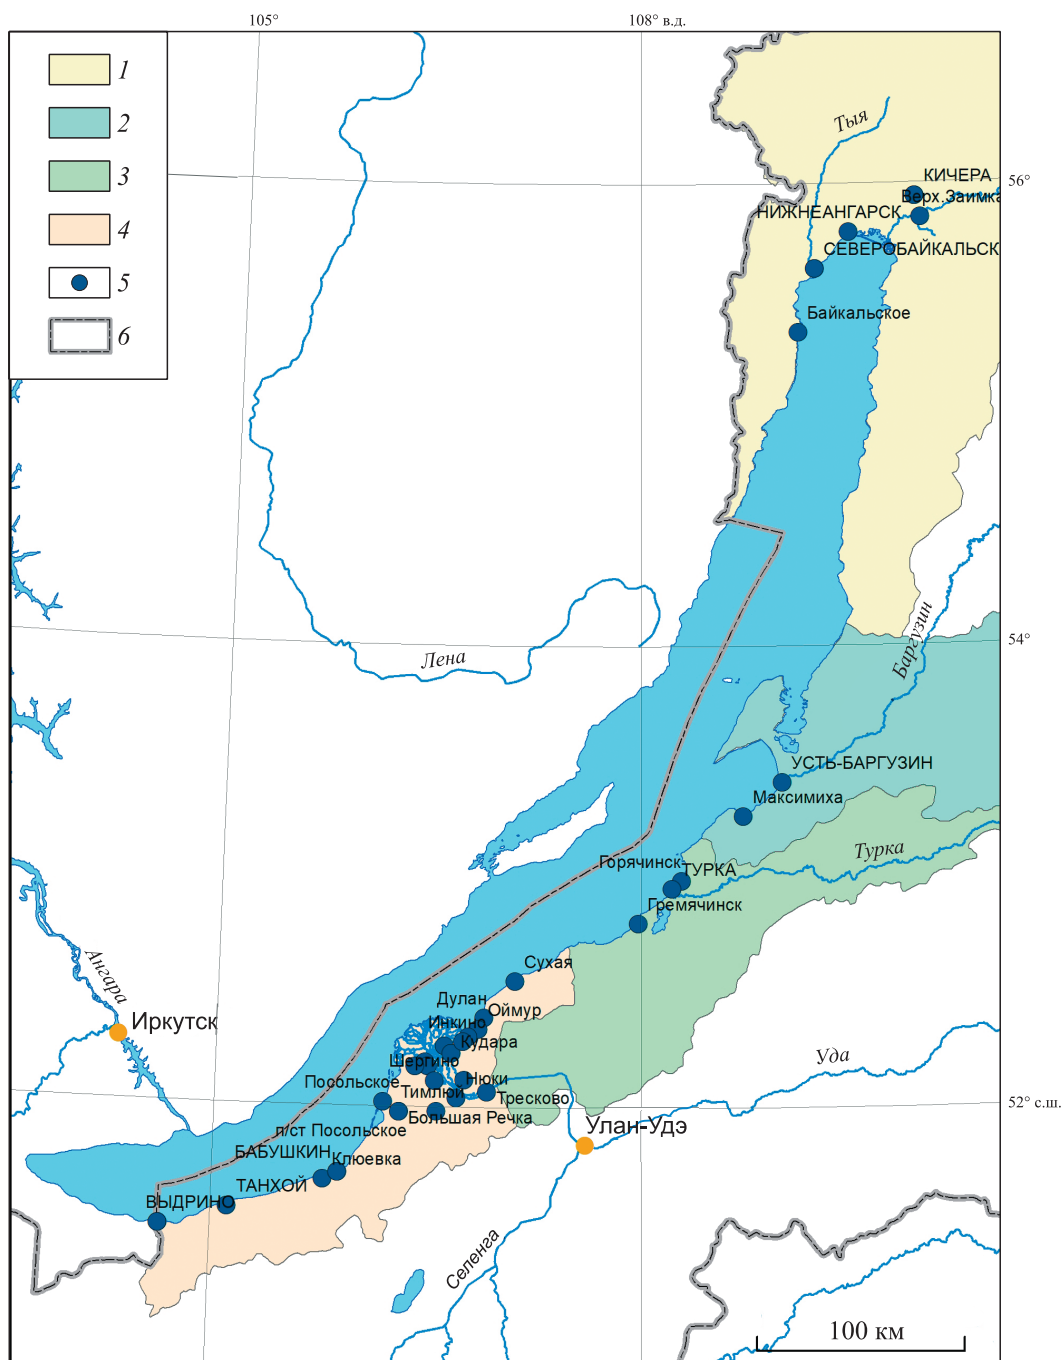 105°
108° в.д.
1
2
3
4
5
6
Тыя
56°
КИЧЕРА
Верх.Заимка
НИЖНЕАНГАРСК
СЕВЕРОБАЙКАЛЬСК
Байкальское
Лена
54°
Баргузин
УСТЬ-БАРГУЗИН
Максимиха
Турка
Горячинск
ТУРКА
Гремячинск
Сухая
Ангара
Иркутск
Дулан
Оймур
Инкино
Кудара
Шергино
Уда
Нюки
Посольское
Тимлюй
Тресково
52° с.ш.
Большая Речка
Улан-Удэ
п/ст Посольское
БАБУШКИН
Клюевка
ТАНХОЙ
ВЫДРИНО
Селенга
100 км